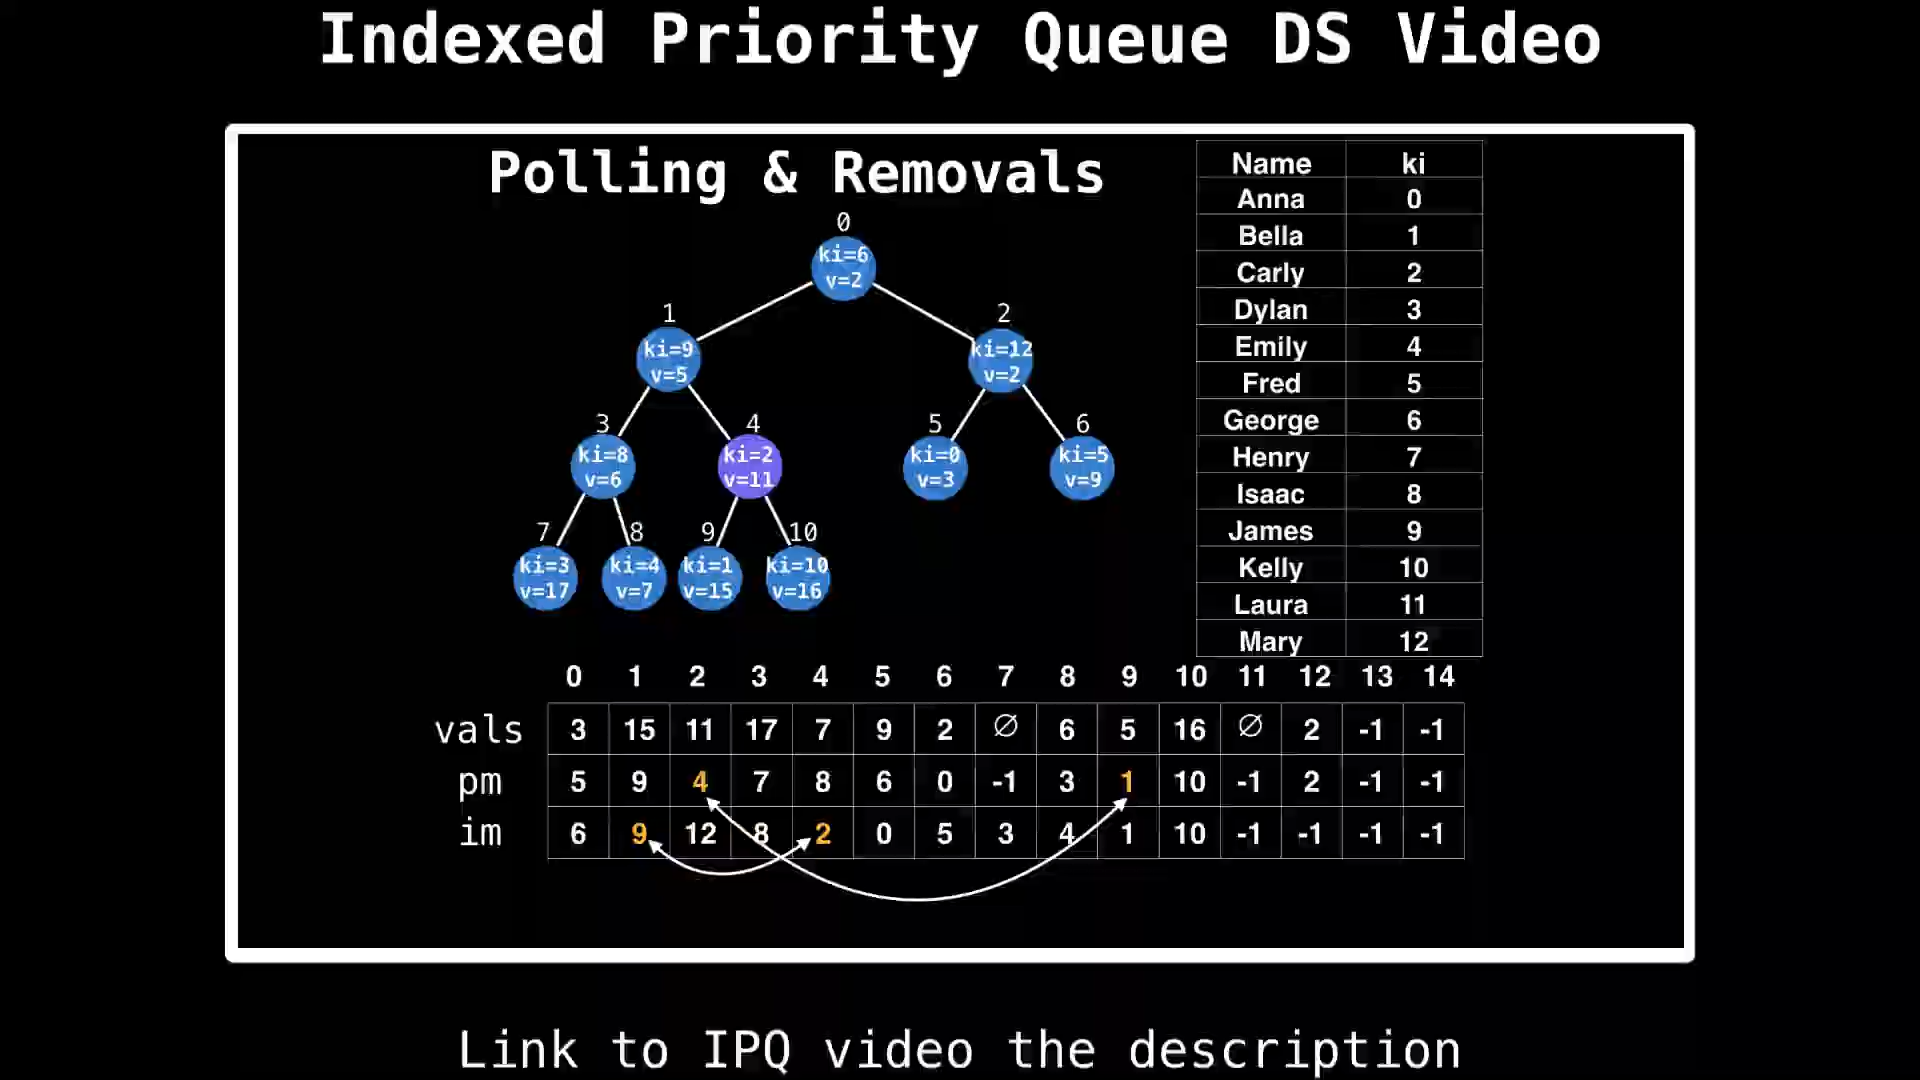 Indexed Priority Queue DS Video
Polling & Removals
Name ki
Anna 0
Bella 1
Carly 2
Dylan 3
Emily 4
Fred 5
George 6
Henry 7
Isaac 8
James 9
Kelly 10
Laura 11
Mary 12
0
ki=6
v=2
1
ki=9
v=5
2
ki=12
v=2
3
ki=8
v=6
4
ki=2
v=11
5
ki=0
v=3
6
ki=5
v=9
7
ki=3
v=17
8
ki=4
v=7
9
ki=1
v=15
10
ki=10
v=16
0 1 2 3 4 5 6 7 8 9 10 11 12 13 14
vals 3 15 11 17 7 9 2 ∅ 6 5 16 ∅ 2 -1 -1
pm 5 9 4 7 8 6 0 -1 3 1 10 -1 2 -1 -1
im 6 9 12 8 2 0 5 3 4 1 10 -1 -1 -1 -1
Link to IPQ video the description